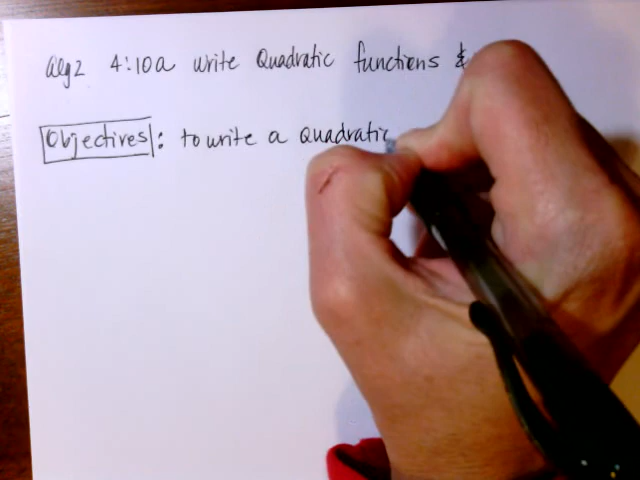 alg2 4:10a write Quadratic functions &
Objectives: to write a Quadratic